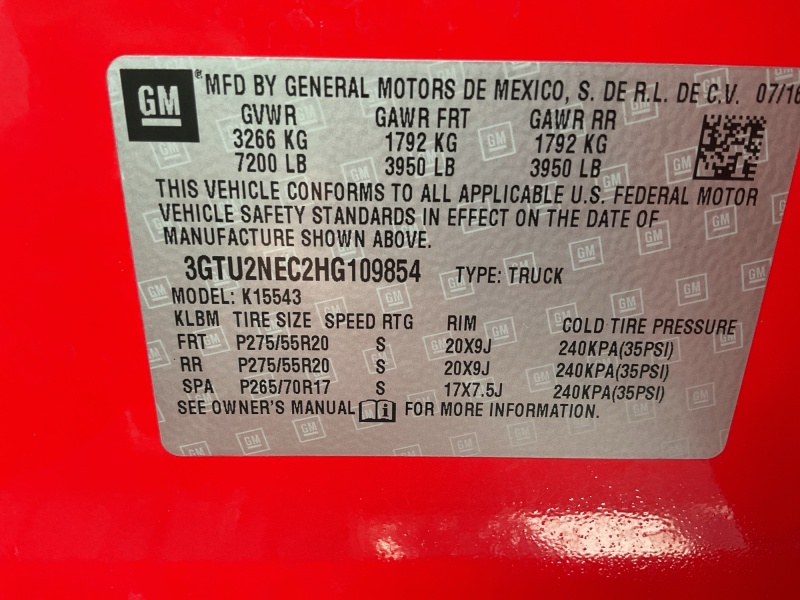 GM® MFD BY GENERAL MOTORS DE MEXICO, S. DE R.L. DE C.V. 07/16
GVWR GAWR FRT GAWR RR
3266 KG 1792 KG 1792 KG
7200 LB 3950 LB 3950 LB
THIS VEHICLE CONFORMS TO ALL APPLICABLE U.S. FEDERAL MOTOR
VEHICLE SAFETY STANDARDS IN EFFECT ON THE DATE OF
MANUFACTURE SHOWN ABOVE.
3GTU2NEC2HG109854 TYPE: TRUCK
MODEL: K15543
KLBM TIRE SIZE SPEED RTG RIM COLD TIRE PRESSURE
FRT P275/55R20 S 20X9J 240KPA(35PSI)
RR P275/55R20 S 20X9J 240KPA(35PSI)
SPA P265/70R17 S 17X7.5J 240KPA(35PSI)
SEE OWNER'S MANUAL i FOR MORE INFORMATION.